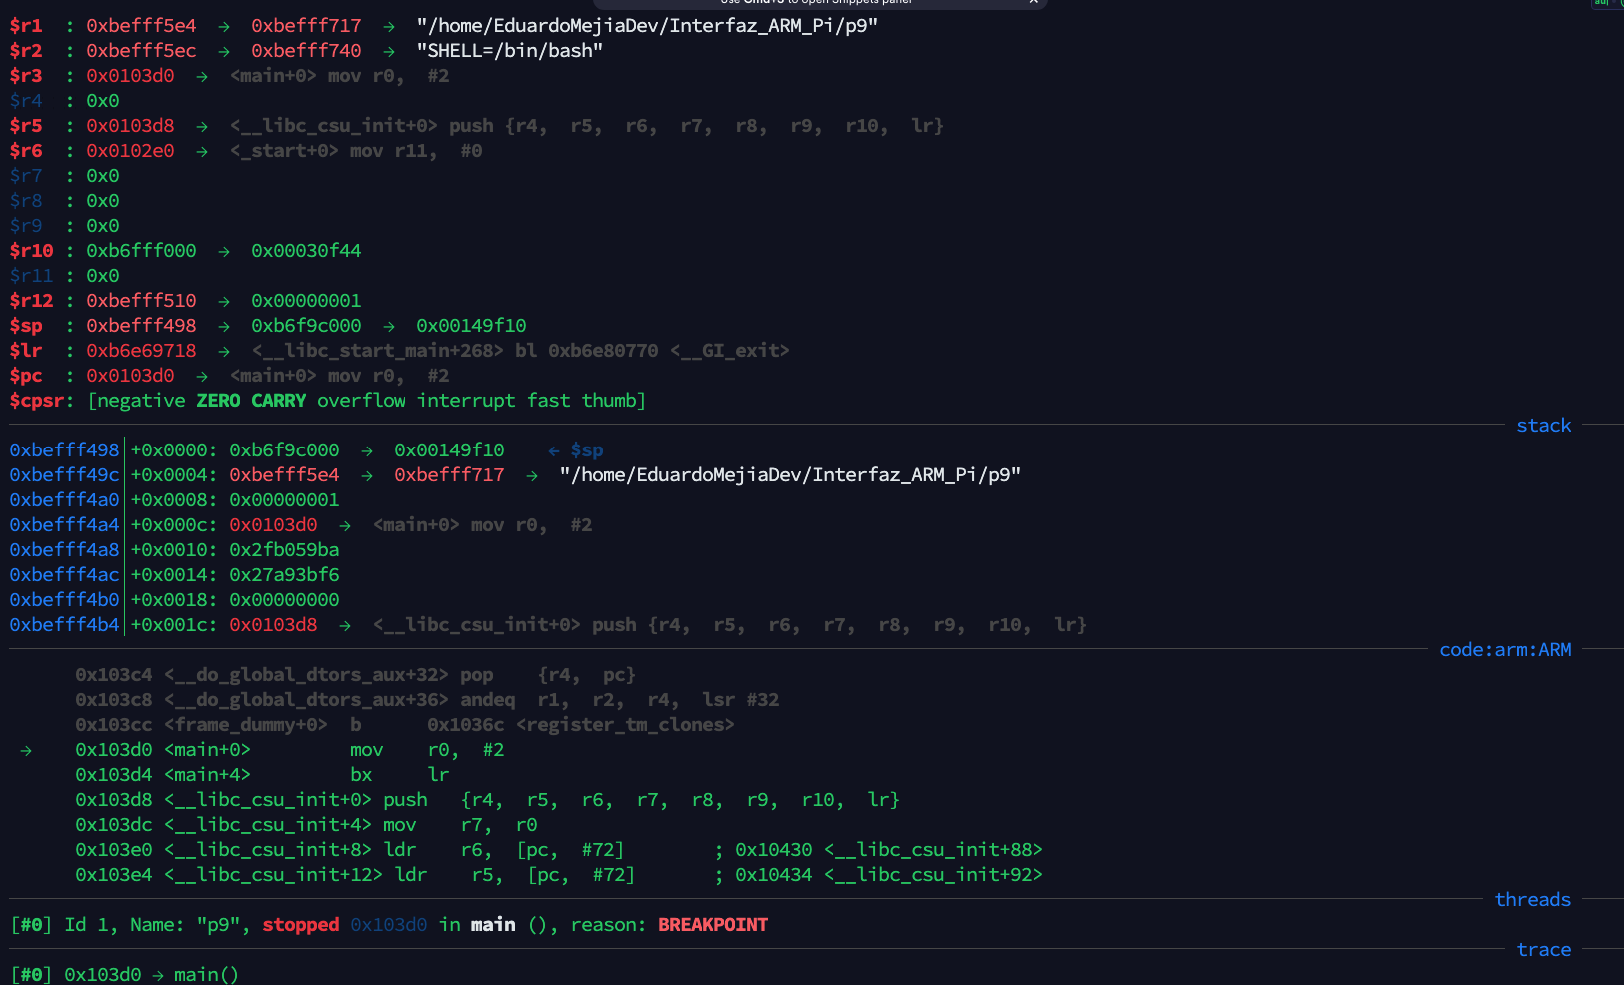 $r1 : 0xbefff5e4 → 0xbefff717 → "/home/EduardoMejiaDev/Interfaz_ARM_Pi/p9"
$r2 : 0xbefff5ec → 0xbefff740 → "SHELL=/bin/bash"
$r3 : 0x0103d0 → <main+0> mov r0, #2
$r4 : 0x0
$r5 : 0x0103d8 → <__libc_csu_init+0> push {r4, r5, r6, r7, r8, r9, r10, lr}
$r6 : 0x0102e0 → <_start+0> mov r11, #0
$r7 : 0x0
$r8 : 0x0
$r9 : 0x0
$r10 : 0xb6fff000 → 0x00030f44
$r11 : 0x0
$r12 : 0xbefff510 → 0x00000001
$sp : 0xbefff498 → 0xb6f9c000 → 0x00149f10
$lr : 0xb6e69718 → <__libc_start_main+268> bl 0xb6e80770 <__GI_exit>
$pc : 0x0103d0 → <main+0> mov r0, #2
$cpsr: [negative ZERO CARRY overflow interrupt fast thumb]
stack
0xbefff498 +0x0000: 0xb6f9c000 → 0x00149f10 ← $sp
0xbefff49c +0x0004: 0xbefff5e4 → 0xbefff717 → "/home/EduardoMejiaDev/Interfaz_ARM_Pi/p9"
0xbefff4a0 +0x0008: 0x00000001
0xbefff4a4 +0x000c: 0x0103d0 → <main+0> mov r0, #2
0xbefff4a8 +0x0010: 0x2fb059ba
0xbefff4ac +0x0014: 0x27a93bf6
0xbefff4b0 +0x0018: 0x00000000
0xbefff4b4 +0x001c: 0x0103d8 → <__libc_csu_init+0> push {r4, r5, r6, r7, r8, r9, r10, lr}
code:arm:ARM
0x103c4 <__do_global_dtors_aux+32> pop {r4, pc}
0x103c8 <__do_global_dtors_aux+36> andeq r1, r2, r4, lsr #32
0x103cc <frame_dummy+0> b 0x1036c <register_tm_clones>
→ 0x103d0 <main+0> mov r0, #2
0x103d4 <main+4> bx lr
0x103d8 <__libc_csu_init+0> push {r4, r5, r6, r7, r8, r9, r10, lr}
0x103dc <__libc_csu_init+4> mov r7, r0
0x103e0 <__libc_csu_init+8> ldr r6, [pc, #72] ; 0x10430 <__libc_csu_init+88>
0x103e4 <__libc_csu_init+12> ldr r5, [pc, #72] ; 0x10434 <__libc_csu_init+92>
threads
[#0] Id 1, Name: "p9", stopped 0x103d0 in main (), reason: BREAKPOINT
trace
[#0] 0x103d0 → main()